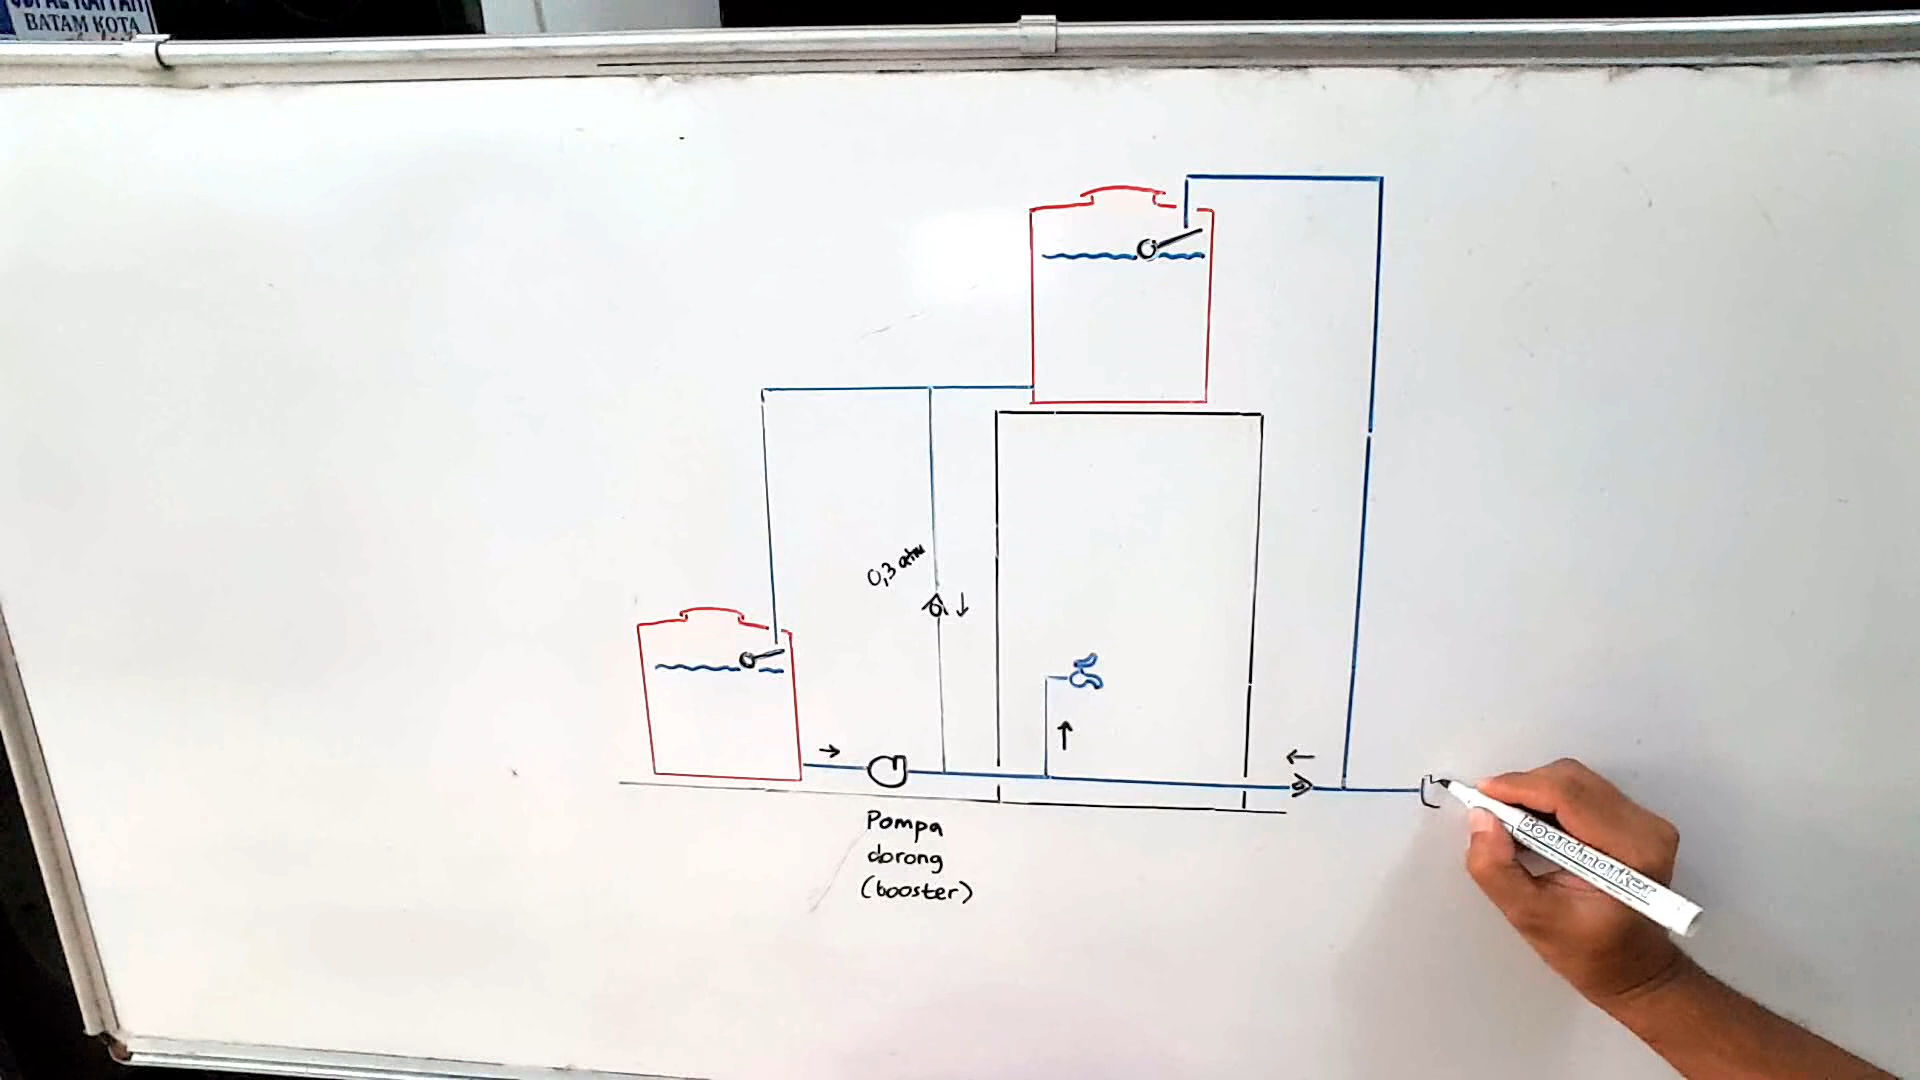 BATAM KOTA
0,3 atm
Pompa
dorong
(booster)
Boardmarker